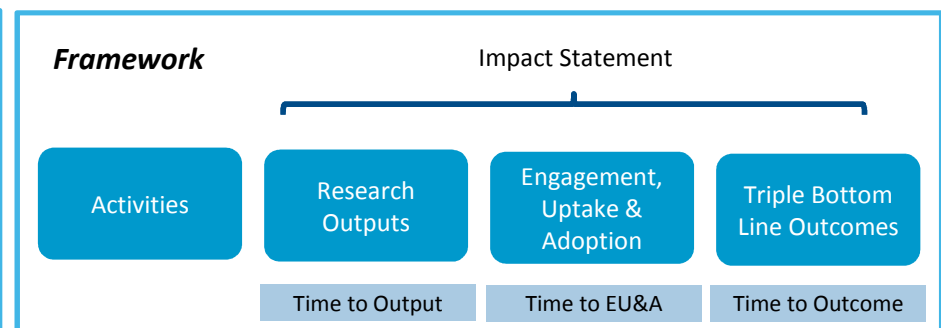 Framework
Impact Statement
Activities
Research
Outputs
Engagement,
Uptake &
Adoption
Triple Bottom
Line Outcomes
Time to Output
Time to EU&A
Time to Outcome